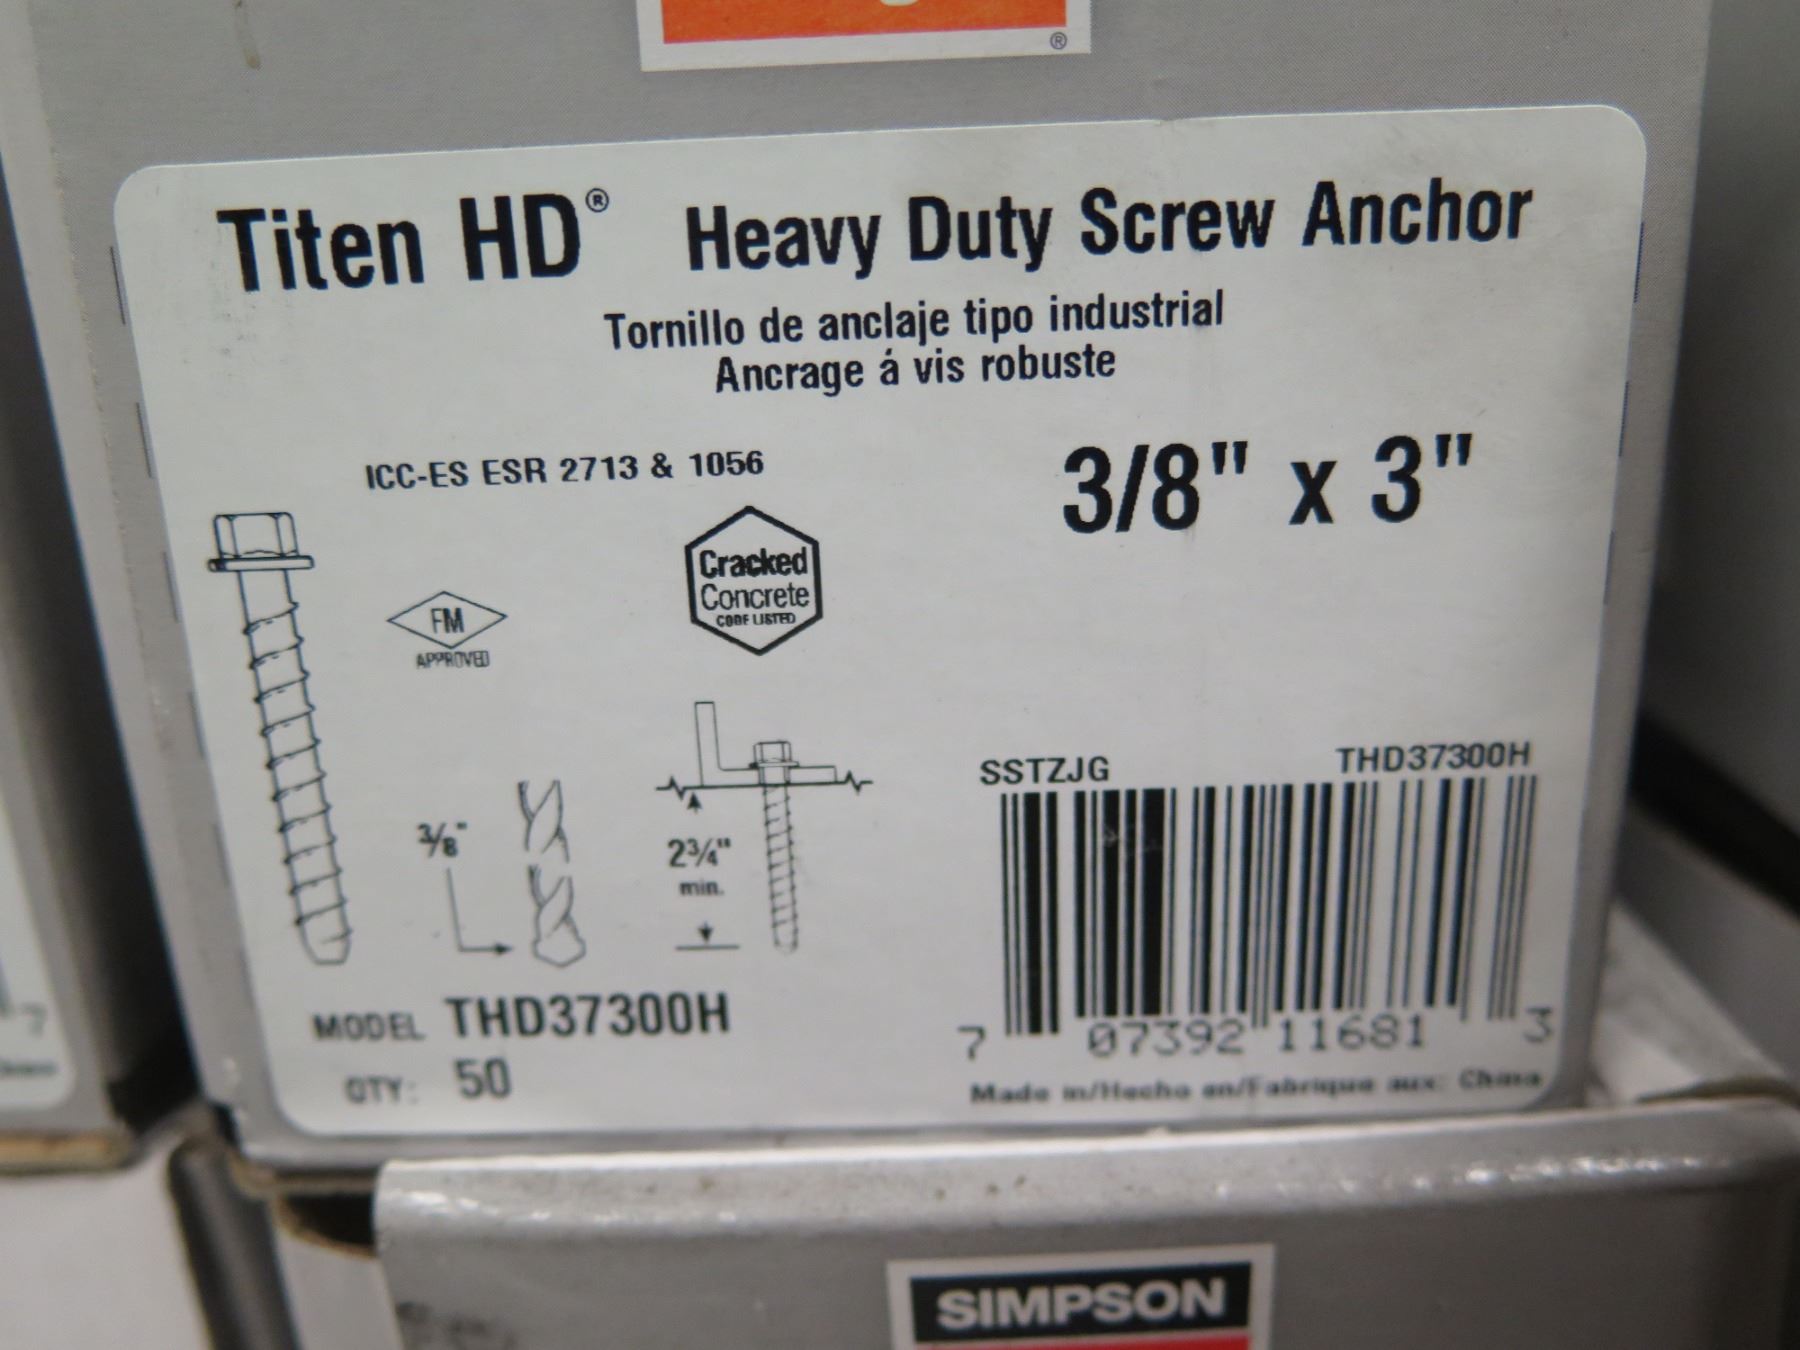 ®
Titen HD® Heavy Duty Screw Anchor
Tornillo de anclaje tipo industrial
Ancrage á vis robuste
ICC-ES ESR 2713 & 1056
3/8" x 3"
Cracked
Concrete
CODE LISTED
FM
APPROVED
SSTZJG THD37300H
3/8"
2 3/4"
min.
MODEL THD37300H
QTY: 50
7 07392 11681 3
Made in/Hecho en/Fabrique aux: China
7
SIMPSON